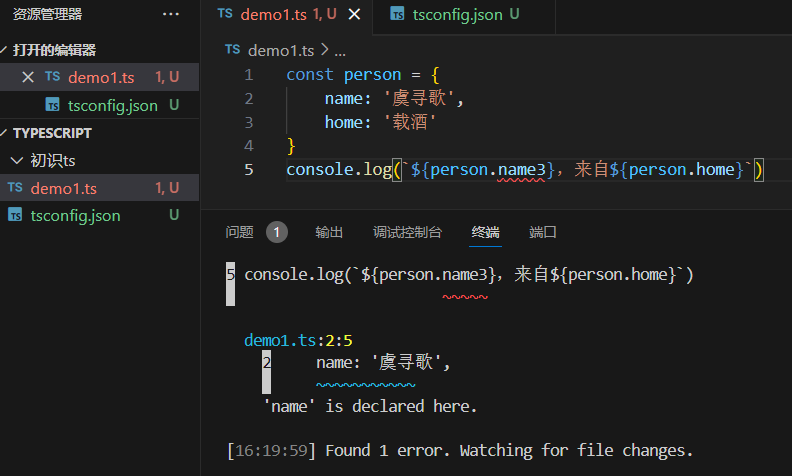 资源管理器 ...
打开的编辑器
TS demo1.ts 1, U
TS tsconfig.json U
TYPESCRIPT
初识ts
TS demo1.ts 1, U
TS tsconfig.json U
TS demo1.ts 1, U
TS tsconfig.json U
TS demo1.ts > ...
1 const person = {
2 name: '虞寻歌',
3 home: '载酒'
4 }
5 console.log(`${person.name3}，来自${person.home}`)
问题 1 输出 调试控制台 终端 端口
5 console.log(`${person.name3}，来自${person.home}`)
~~~~~
demo1.ts:2:5
2 name: '虞寻歌',
~~~~~~~~~~~
'name' is declared here.
[16:19:59] Found 1 error. Watching for file changes.